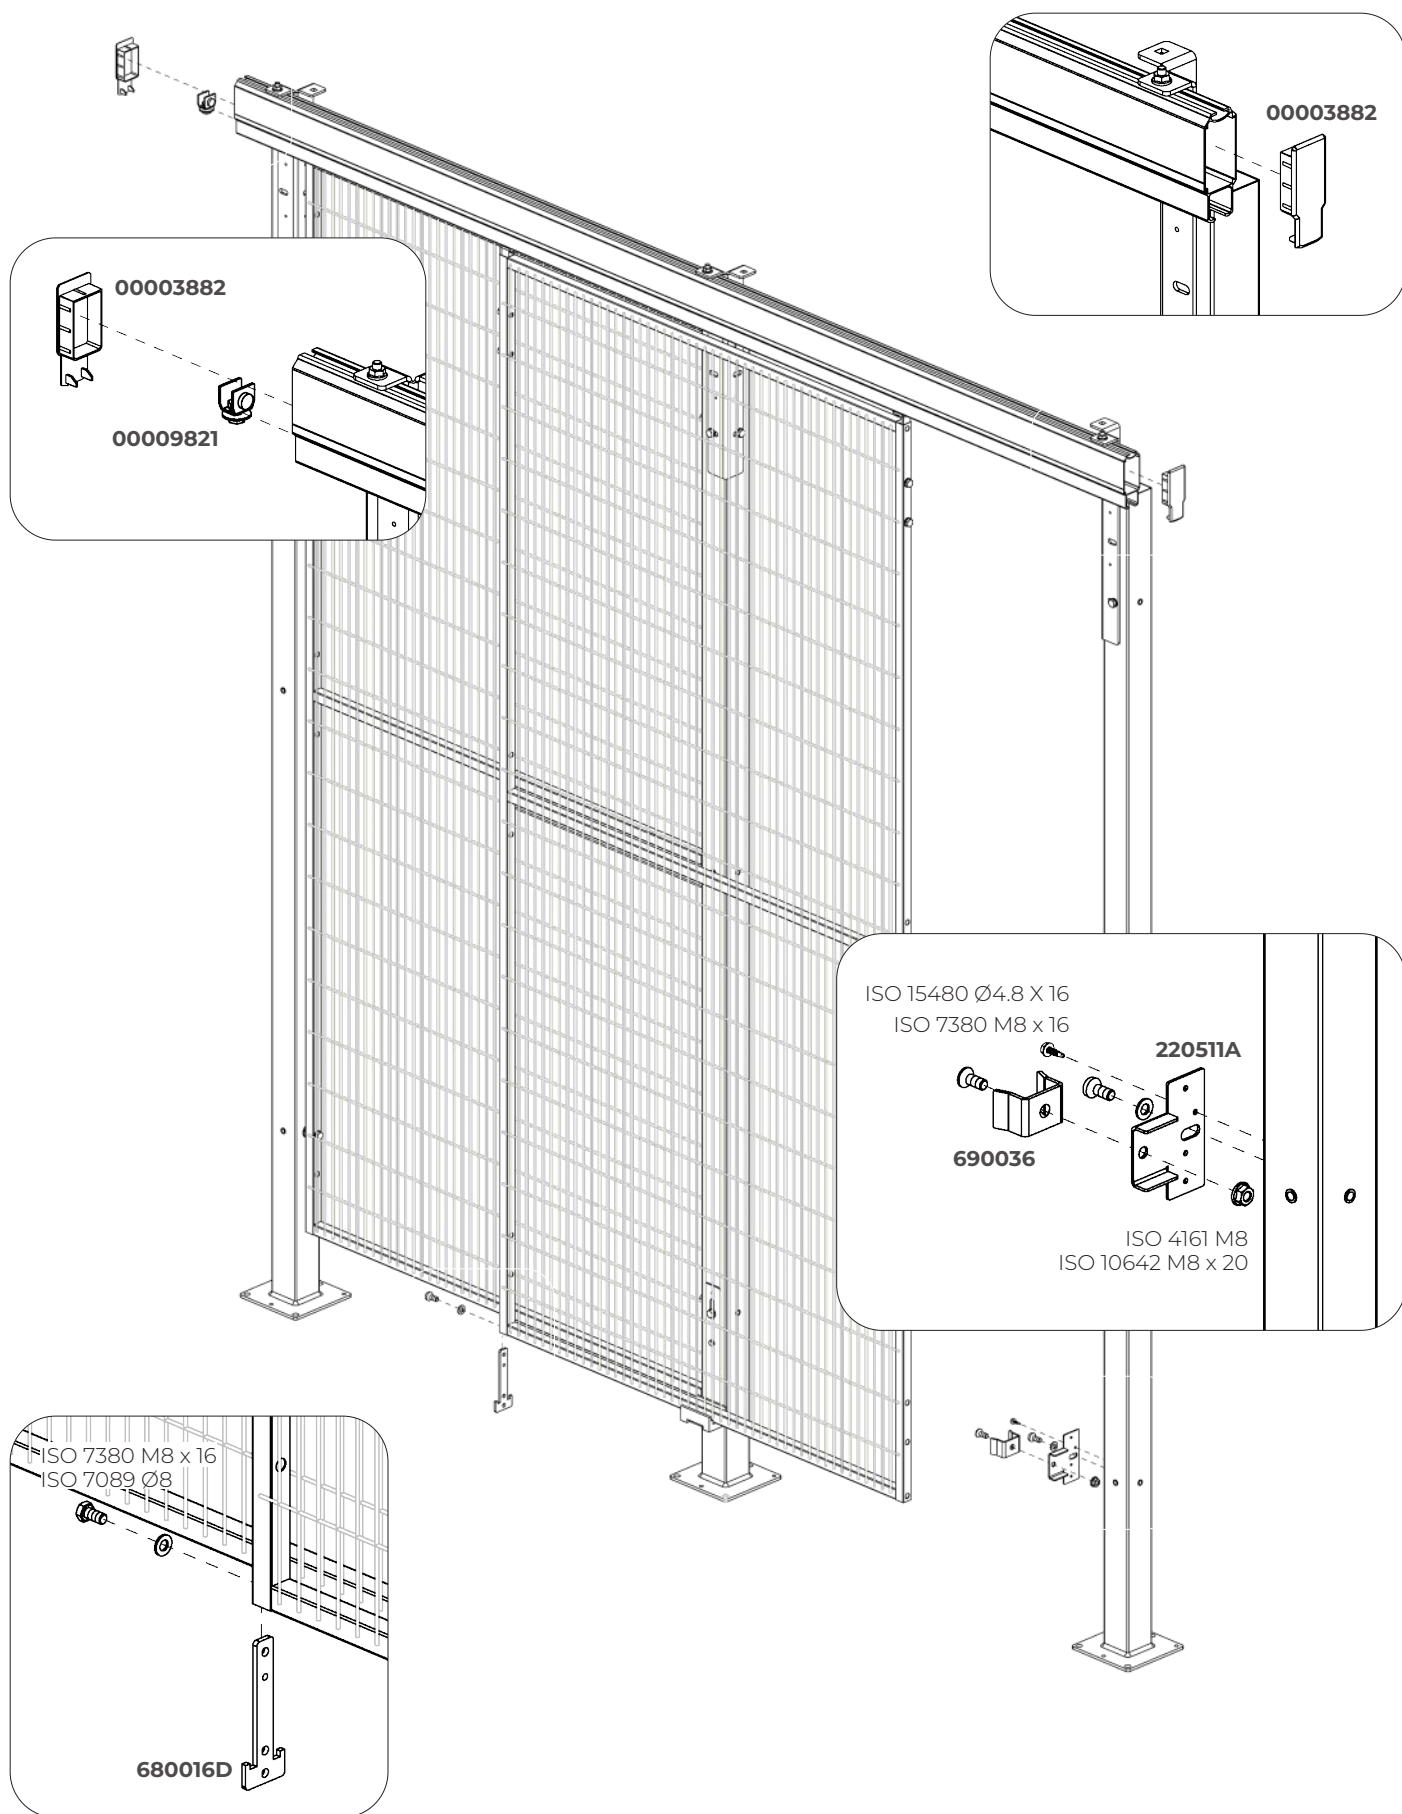 00003882
00003882
00009821
ISO 15480 Ø4.8 X 16
ISO 7380 M8 x 16
220511A
690036
ISO 4161 M8
ISO 10642 M8 x 20
ISO 7380 M8 x 16
ISO 7089 Ø8
680016D